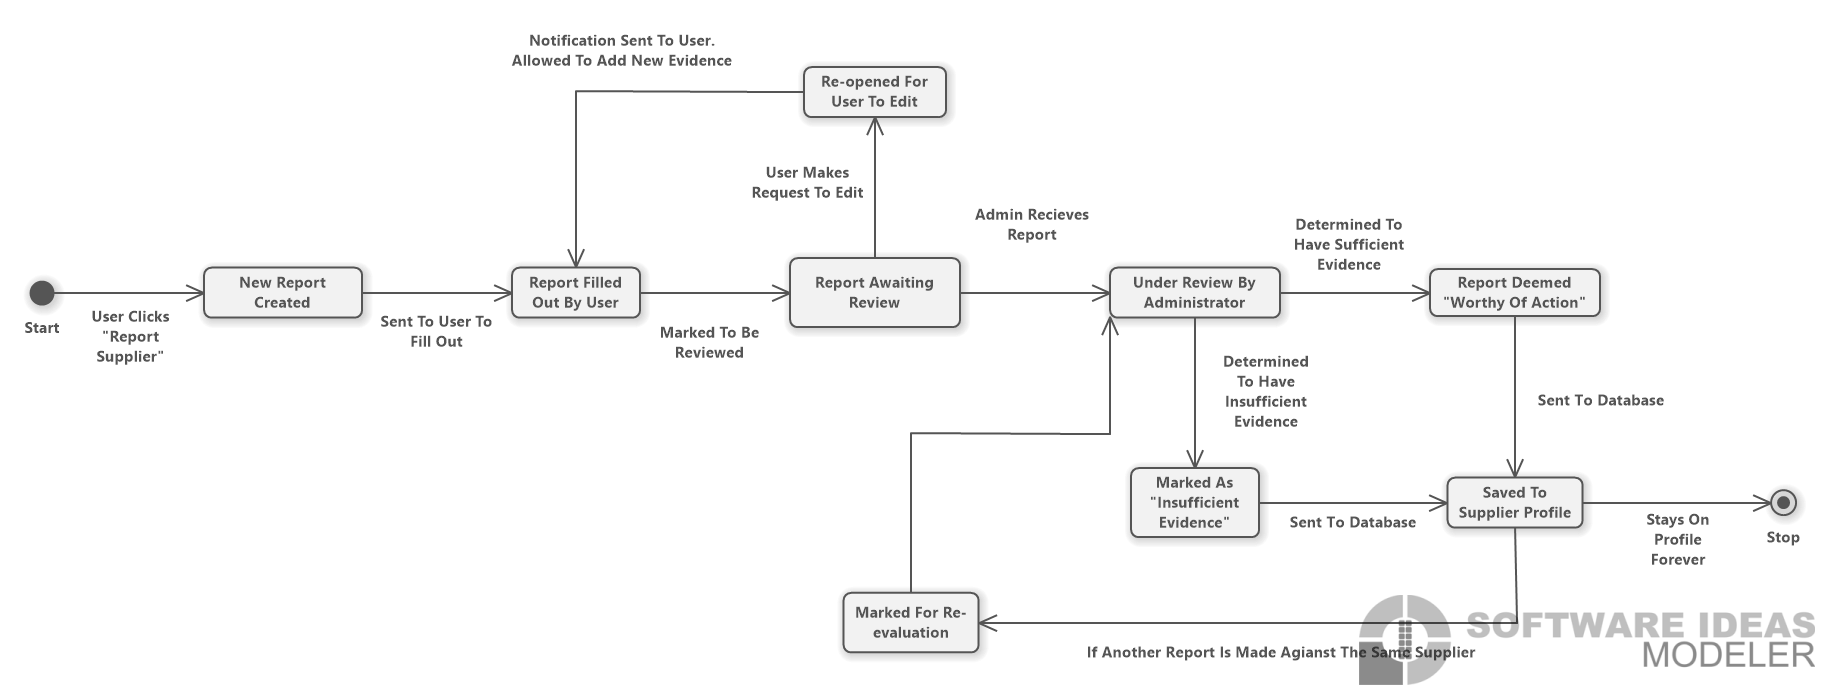 Notification Sent To User.
Allowed To Add New Evidence
Re-opened For
User To Edit
User Makes
Request To Edit
Admin Recieves
Report
Determined To
Have Sufficient
Evidence
Start
User Clicks
"Report
Supplier"
New Report
Created
Sent To User To
Fill Out
Report Filled
Out By User
Marked To Be
Reviewed
Report Awaiting
Review
Under Review By
Administrator
Report Deemed
"Worthy Of Action"
Determined
To Have
Insufficient
Evidence
Sent To Database
Marked As
"Insufficient
Evidence"
Sent To Database
Saved To
Supplier Profile
Stays On
Profile
Forever
Stop
Marked For Re-
evaluation
If Another Report Is Made Agianst The Same Supplier
SOFTWARE IDEAS
MODELER